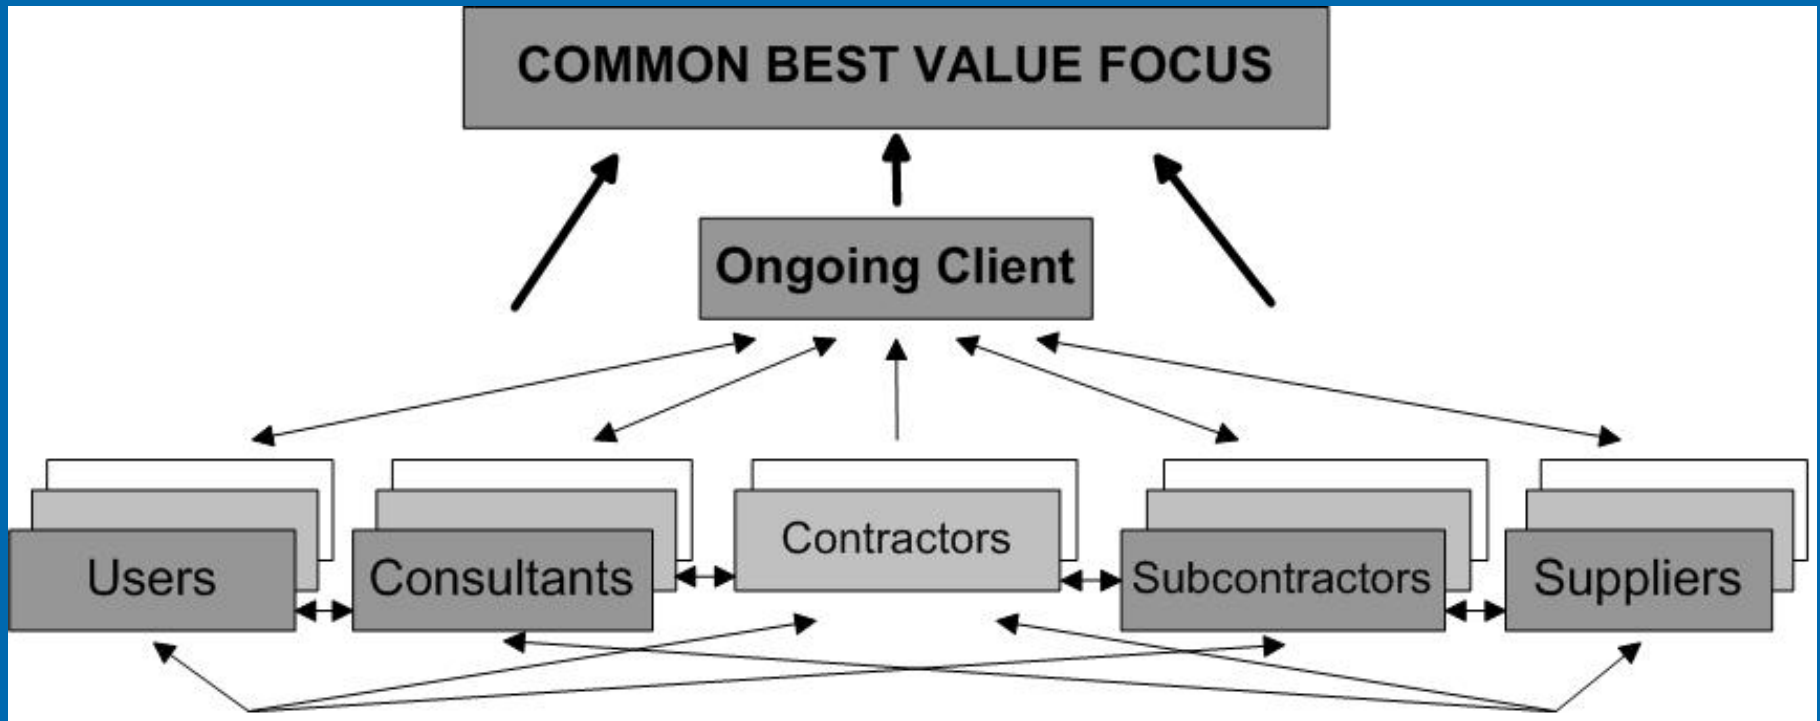 COMMON BEST VALUE FOCUS
Ongoing Client
Users
Consultants
Contractors
Subcontractors
Suppliers